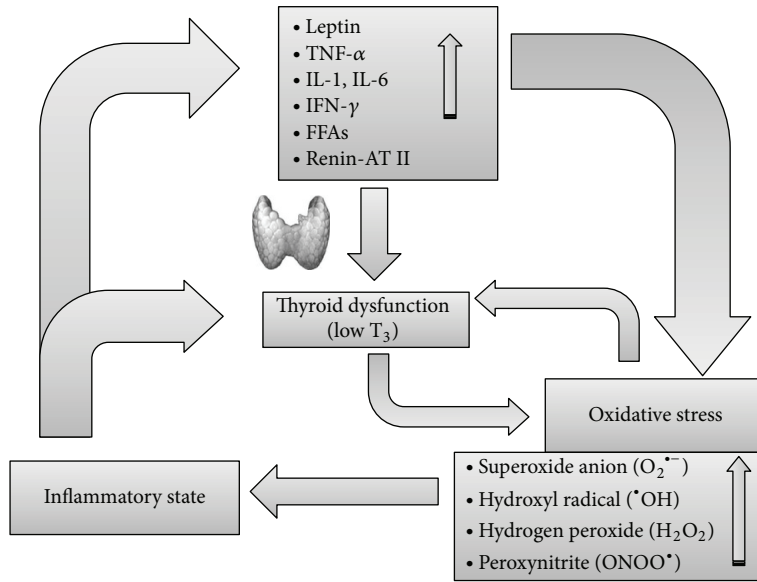 • Leptin
• TNF-α
• IL-1, IL-6
• IFN-γ
• FFAs
• Renin-AT II
Thyroid dysfunction
(low T₃)
Oxidative stress
• Superoxide anion (O₂•⁻)
• Hydroxyl radical (•OH)
• Hydrogen peroxide (H₂O₂)
• Peroxynitrite (ONOO•)
Inflammatory state